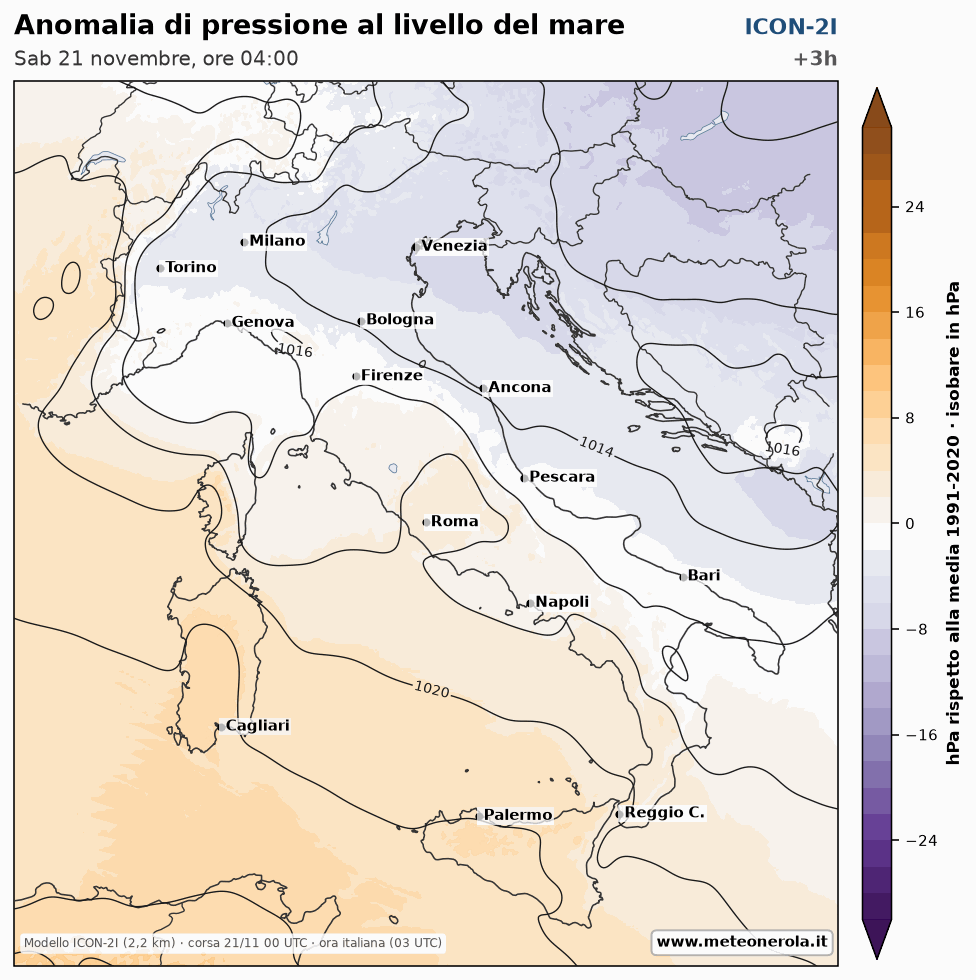 Anomalia di pressione al livello del mare
ICON-2I
Sab 21 novembre, ore 04:00
+3h
Milano
Venezia
Torino
Genova
Bologna
1016
Firenze
Ancona
1014
1016
Pescara
Roma
Bari
Napoli
1020
Cagliari
Palermo
Reggio C.
Modello ICON-2I (2,2 km) · corsa 21/11 00 UTC · ora italiana (03 UTC)
www.meteonerola.it
24
16
8
0
−8
−16
−24
hPa rispetto alla media 1991-2020 · isobare in hPa